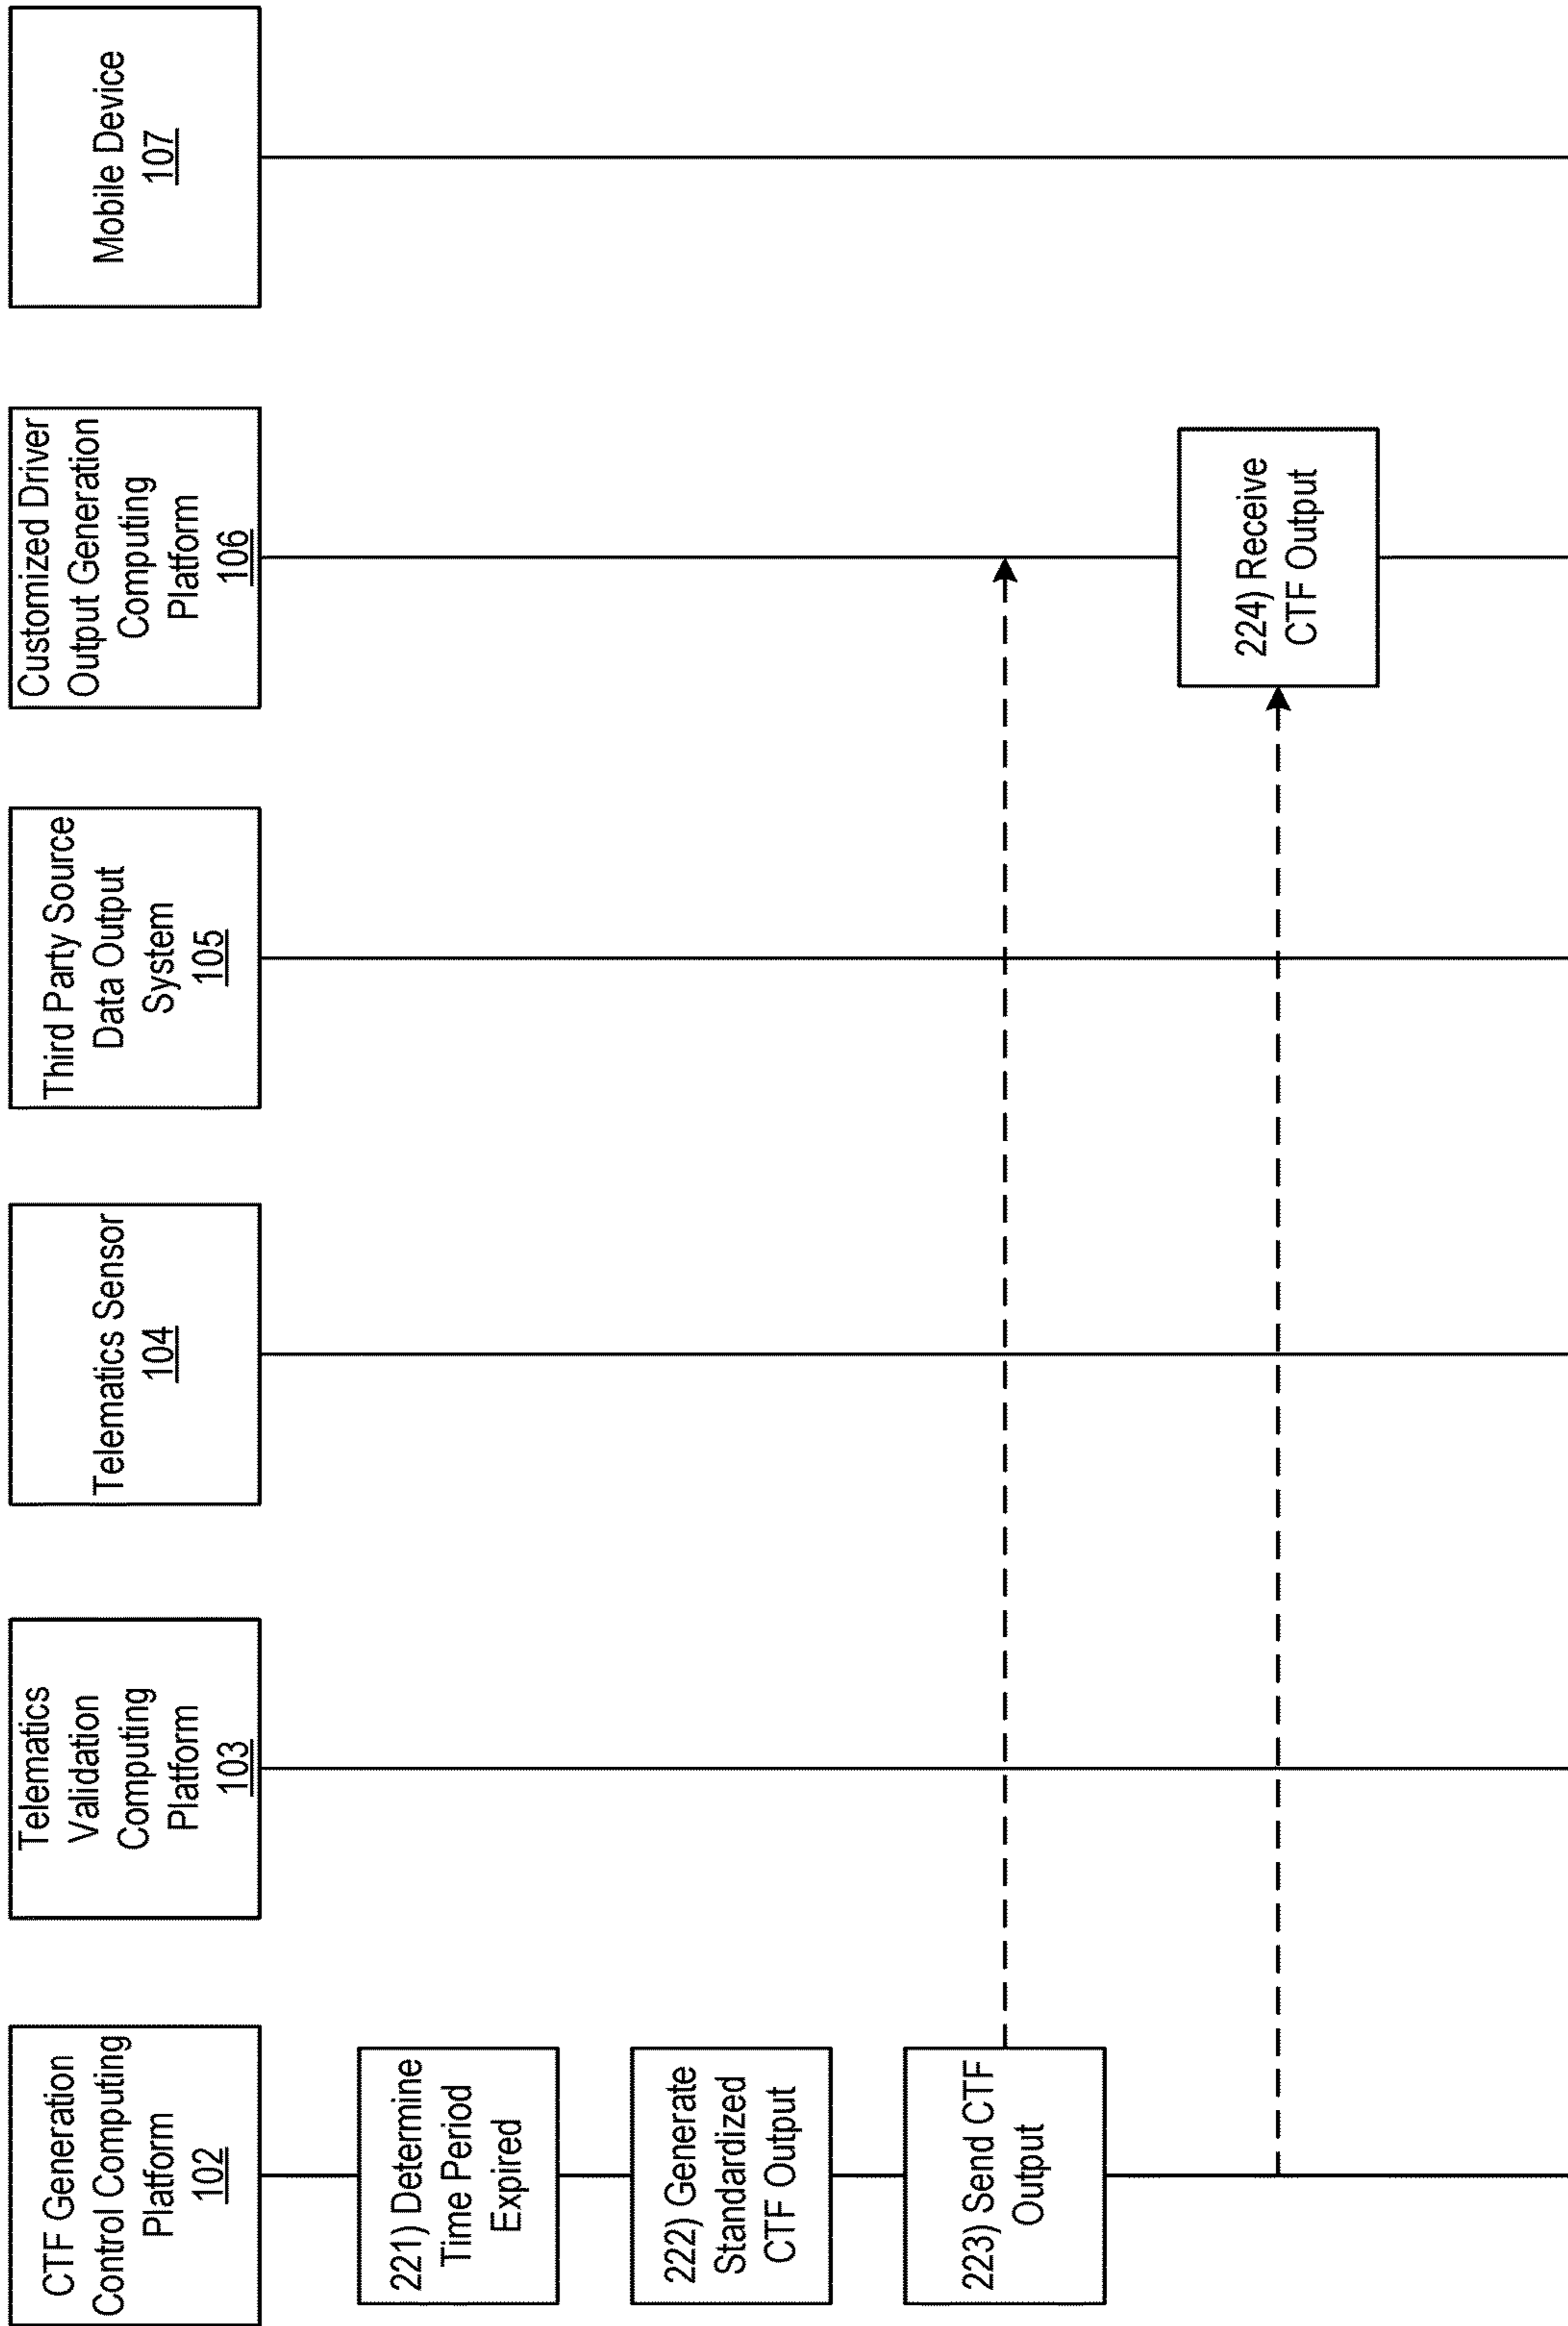 CTF Generation
Control Computing
Platform
102
Telematics
Validation
Computing
Platform
103
Telematics Sensor
104
Third Party Source
Data Output
System
105
Customized Driver
Output Generation
Computing
Platform
106
Mobile Device
107
221) Determine
Time Period
Expired
222) Generate
Standardized
CTF Output
223) Send CTF
Output
224) Receive
CTF Output